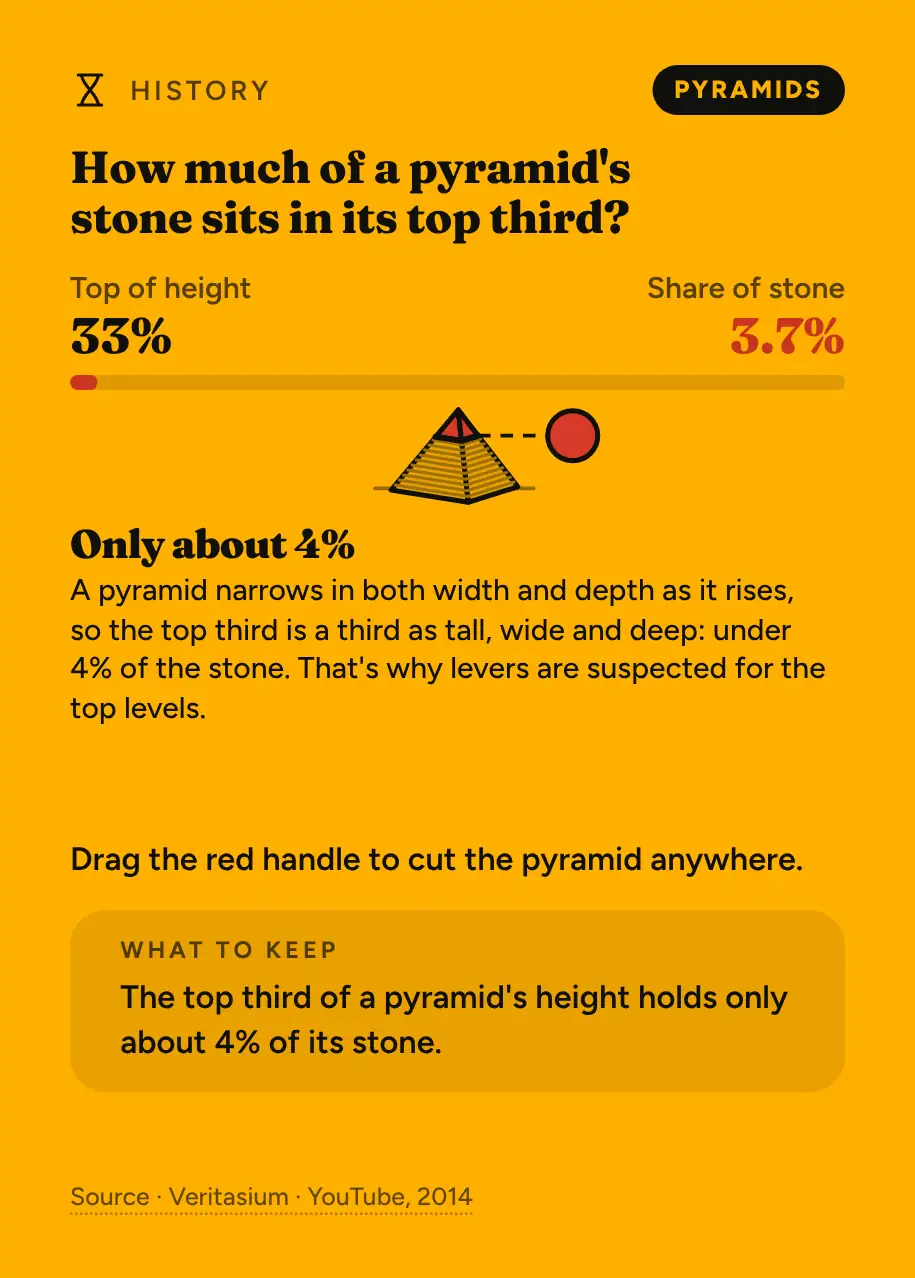 HISTORY
PYRAMIDS
How much of a pyramid's
stone sits in its top third?
Top of height
Share of stone
33%
3.7%
Only about 4%
A pyramid narrows in both width and depth as it rises,
so the top third is a third as tall, wide and deep: under
4% of the stone. That's why levers are suspected for the
top levels.
Drag the red handle to cut the pyramid anywhere.
WHAT TO KEEP
The top third of a pyramid's height holds only
about 4% of its stone.
Source · Veritasium · YouTube, 2014